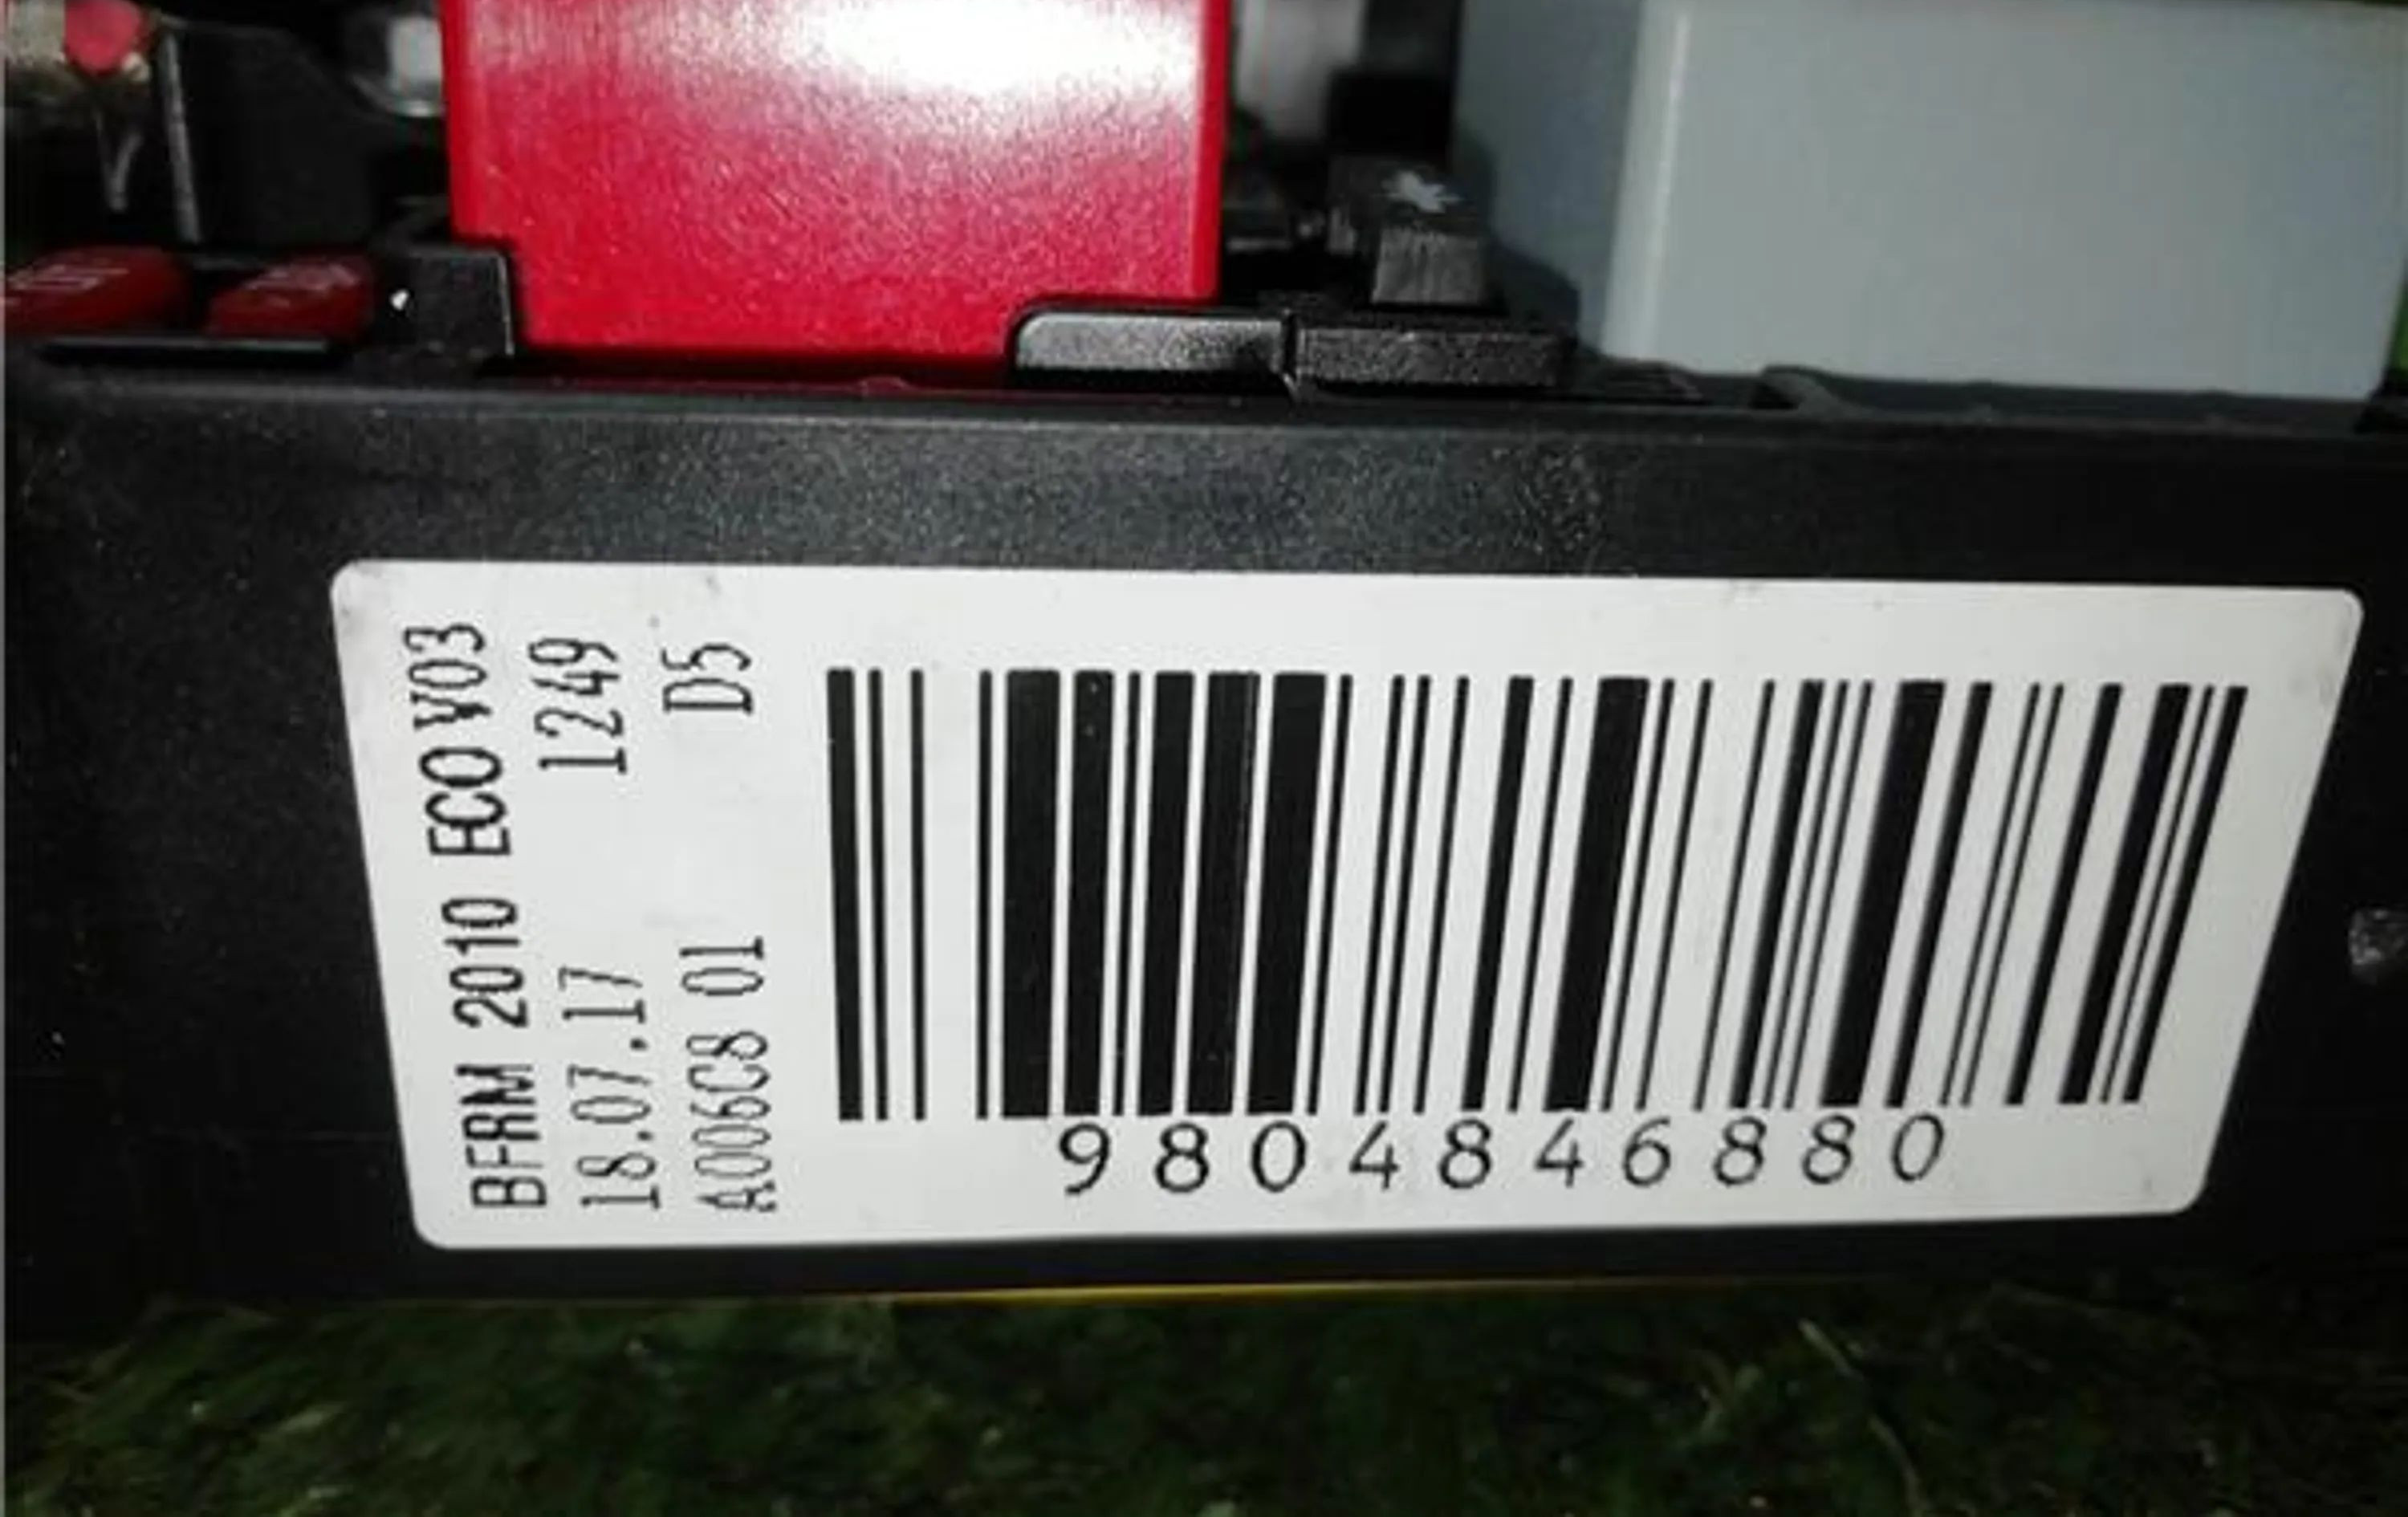 BFRM 2010 ECO V03
18.07.17 1249
A006C8 01 D5
9804846880